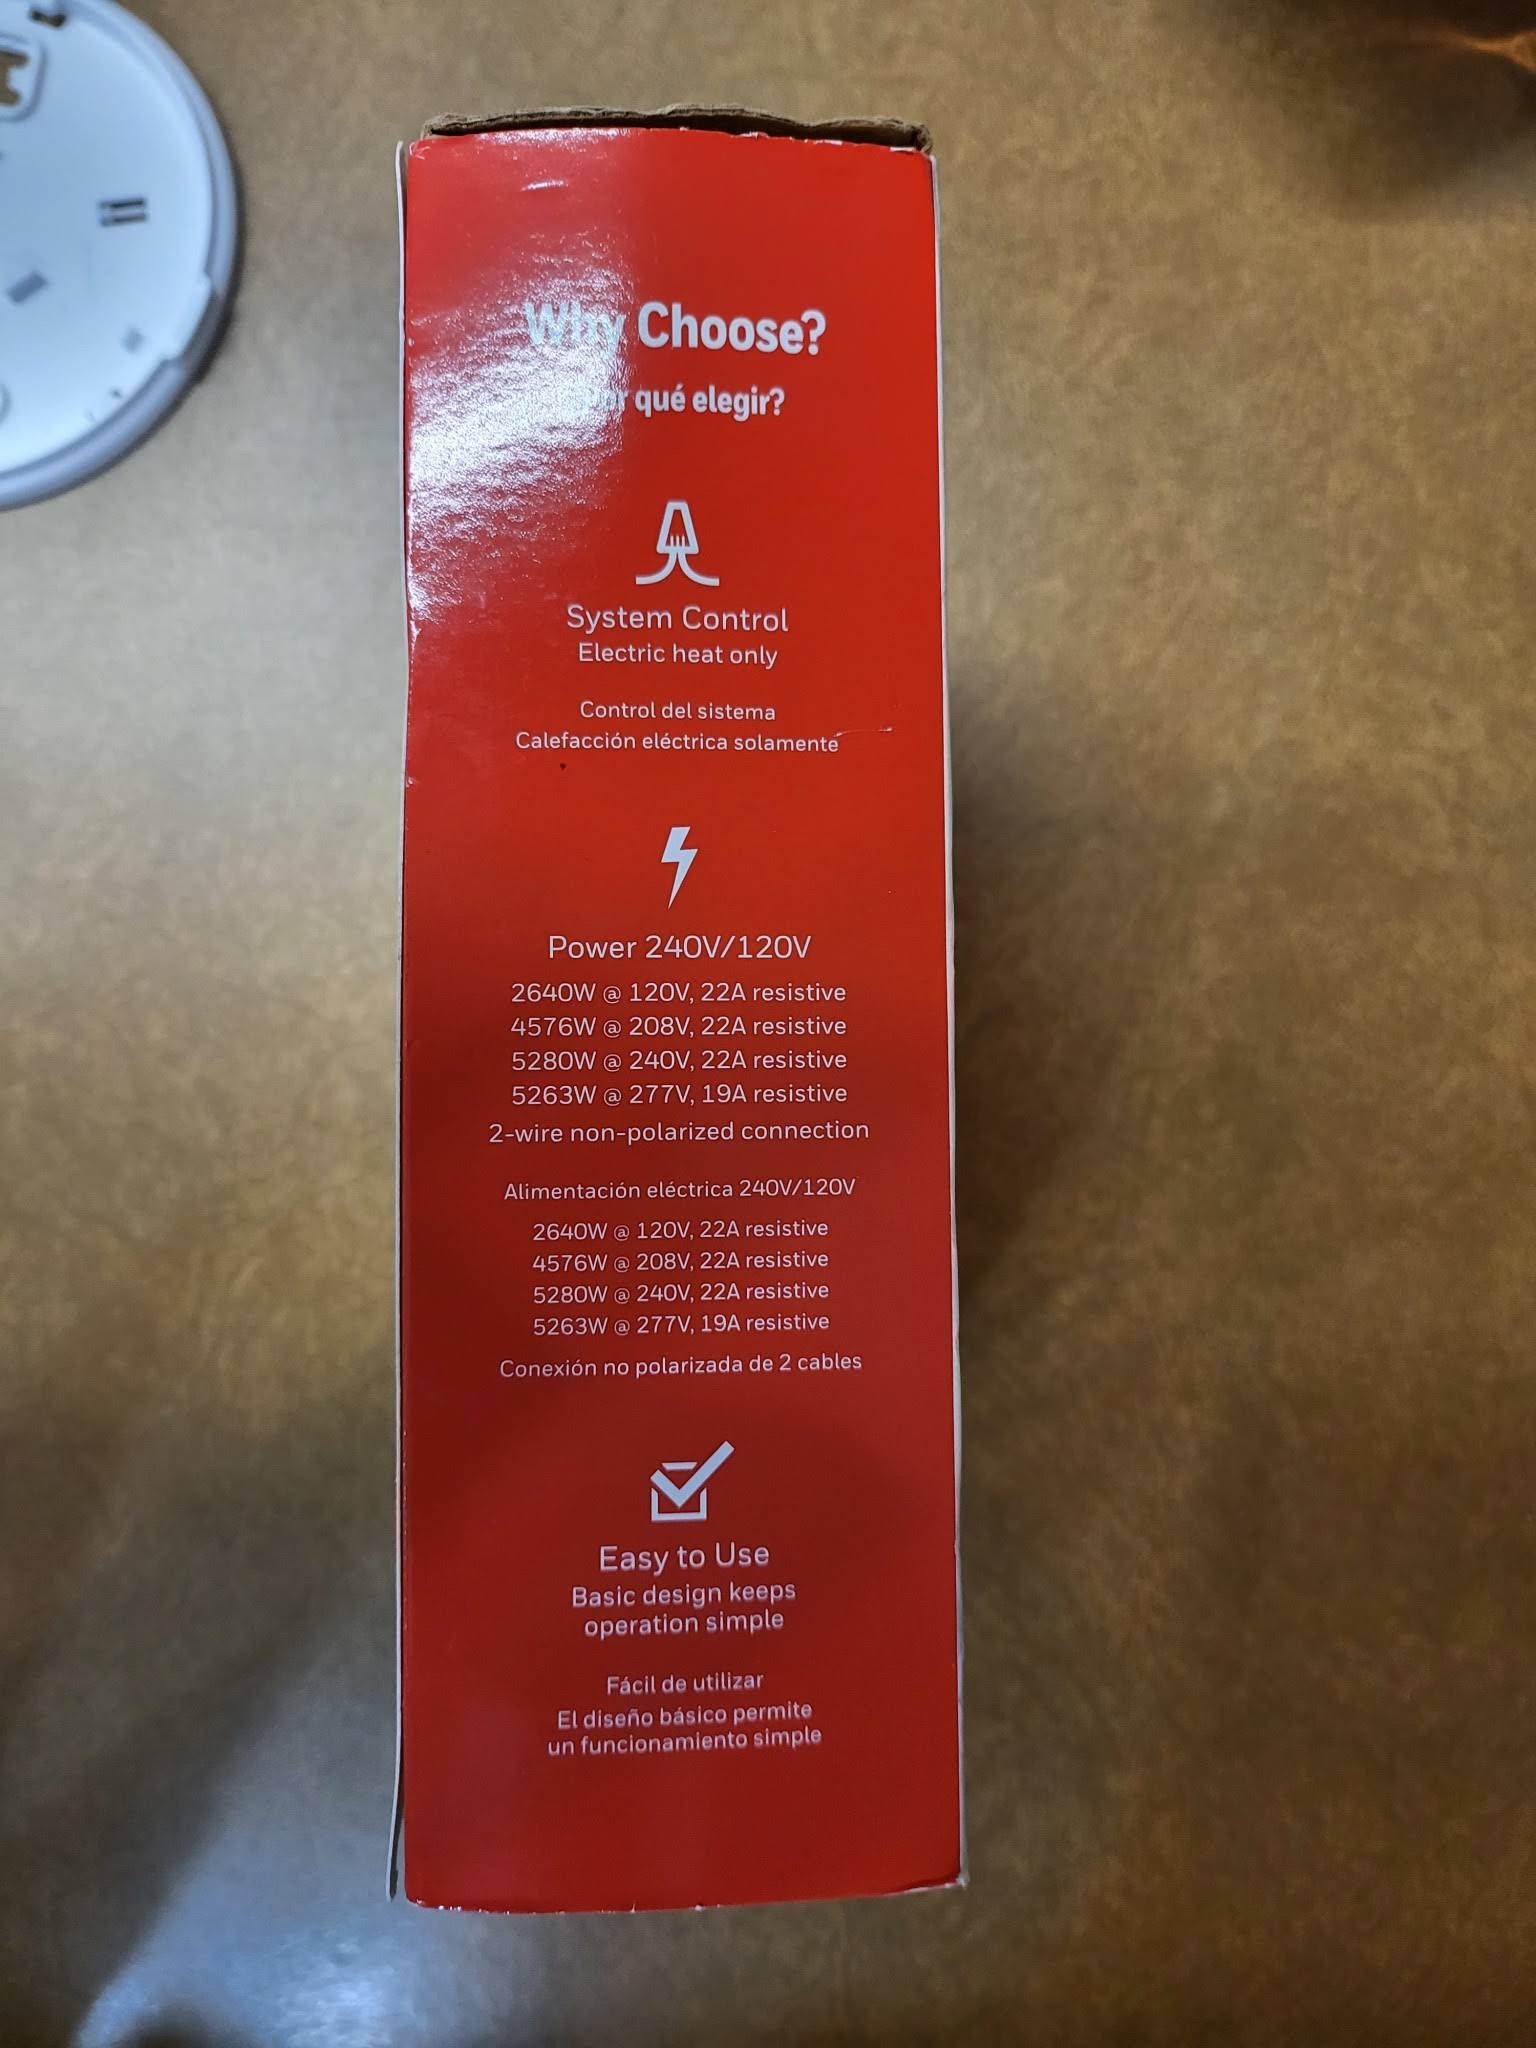 Why Choose?
qué elegir?
System Control
Electric heat only
Control del sistema
Calefacción eléctrica solamente
Power 240V/120V
2640W @ 120V, 22A resistive
4576W @ 208V, 22A resistive
5280W @ 240V, 22A resistive
5263W @ 277V, 19A resistive
2-wire non-polarized connection
Alimentación eléctrica 240V/120V
2640W @ 120V, 22A resistive
4576W @ 208V, 22A resistive
5280W @ 240V, 22A resistive
5263W @ 277V, 19A resistive
Conexión no polarizada de 2 cables
Easy to Use
Basic design keeps
operation simple
Fácil de utilizar
El diseño básico permite
un funcionamiento simple